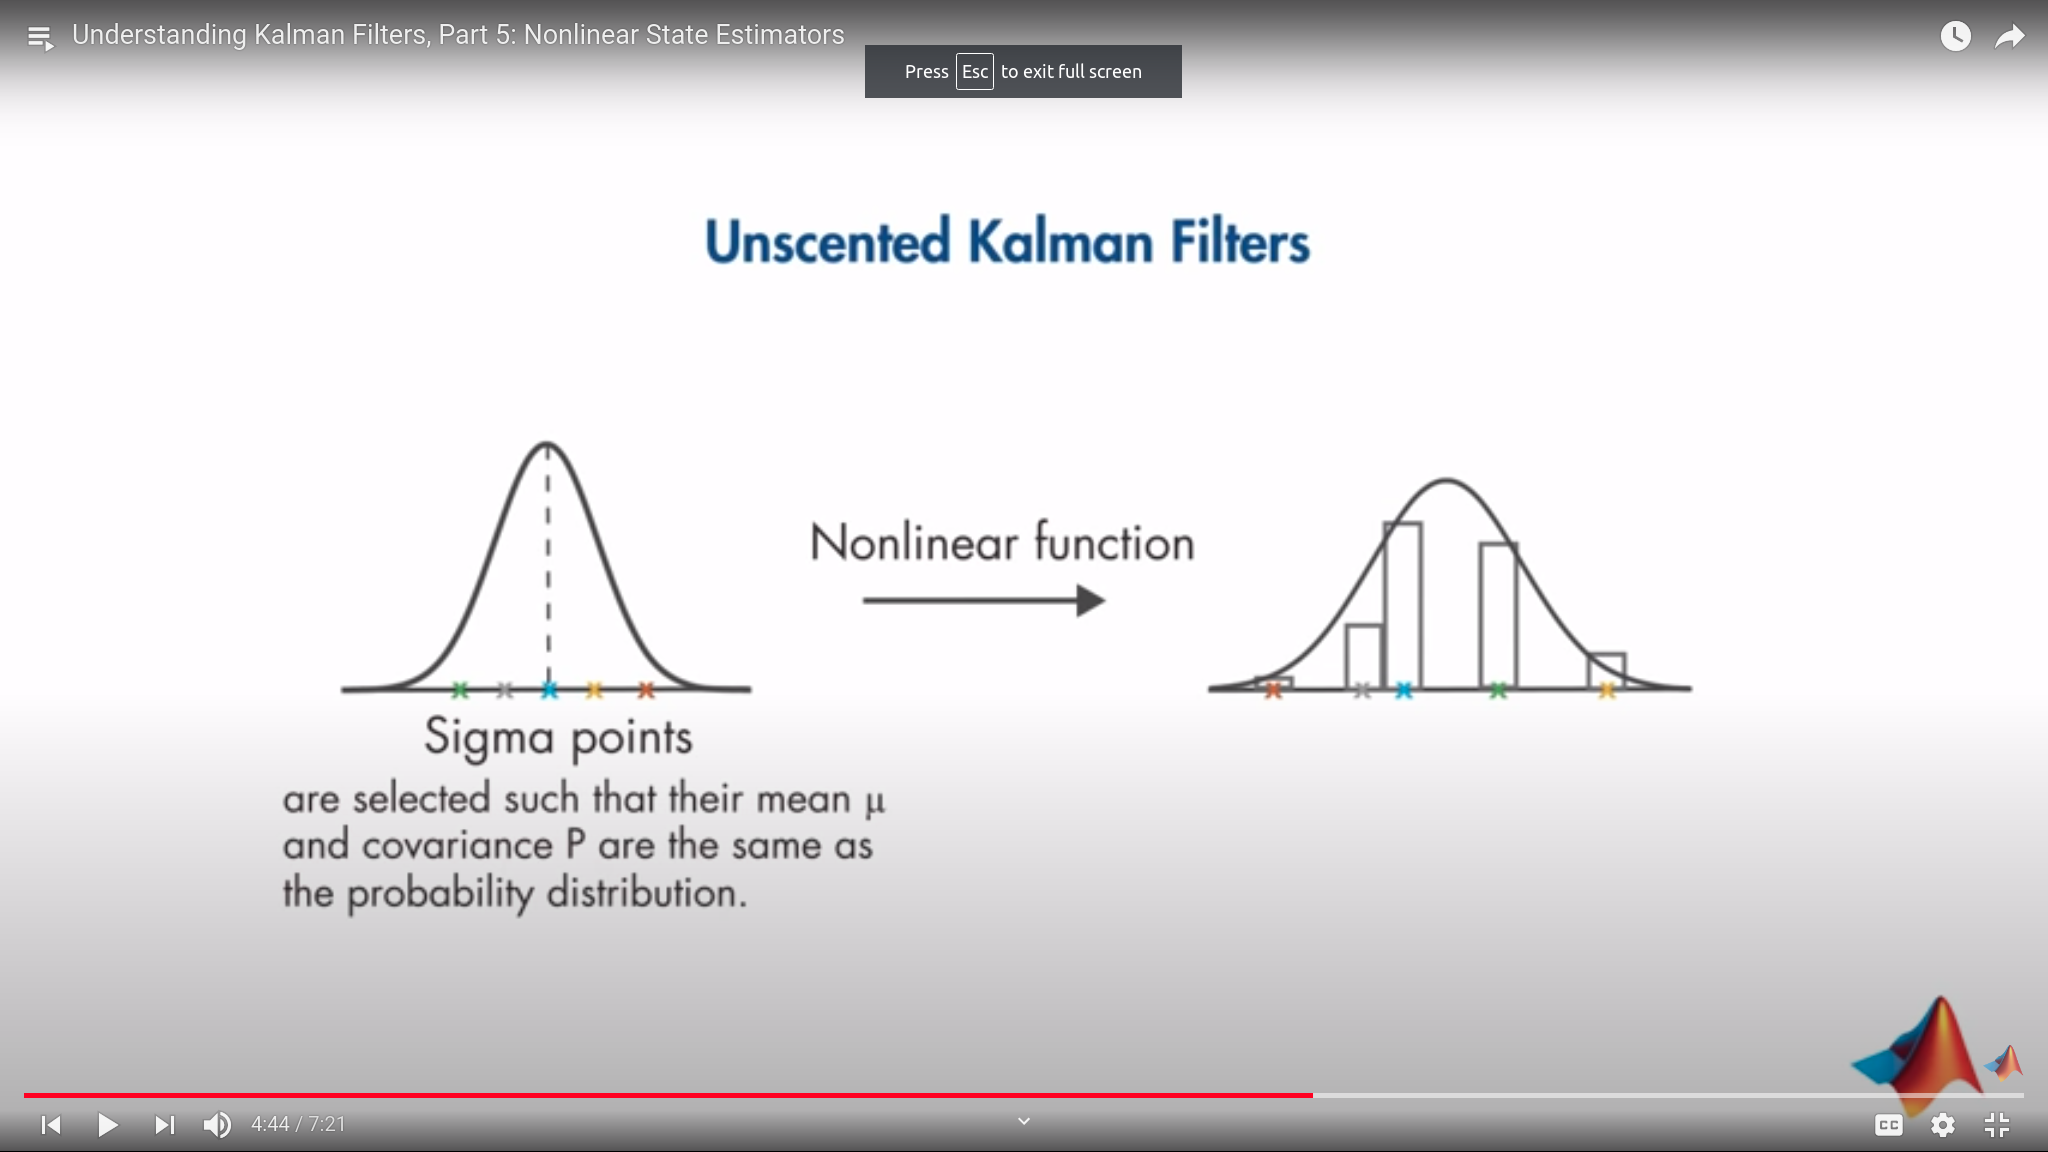 Understanding Kalman Filters, Part 5: Nonlinear State Estimators
Press Esc to exit full screen
Unscented Kalman Filters
Nonlinear function
Sigma points
are selected such that their mean μ
and covariance P are the same as
the probability distribution.
4:44 / 7:21
CC